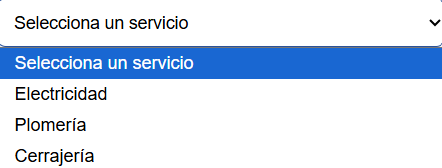 Selecciona un servicio
Selecciona un servicio
Electricidad
Plomería
Cerrajería